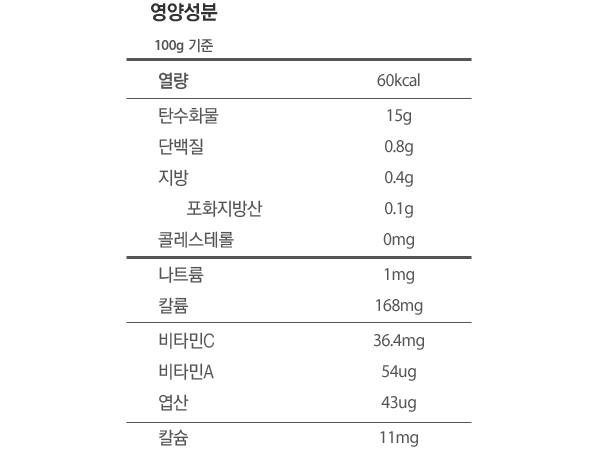 영양성분
100g 기준
열량 60kcal
탄수화물 15g
단백질 0.8g
지방 0.4g
포화지방산 0.1g
콜레스테롤 0mg
나트륨 1mg
칼륨 168mg
비타민C 36.4mg
비타민A 54ug
엽산 43ug
칼슘 11mg